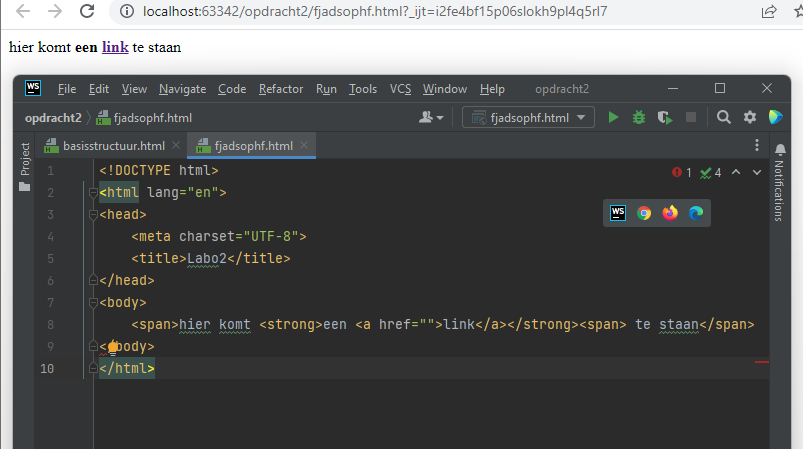 localhost:63342/opdracht2/fjadsophf.html?_ijt=i2fe4bf15p06slokh9pl4q5rl7
hier komt een link te staan
WS File Edit View Navigate Code Refactor Run Tools VCS Window Help opdracht2
opdracht2 fjadsophf.html fjadsophf.html
basisstructuur.html fjadsophf.html
Project
1 <!DOCTYPE html> 1 4
2 <html lang="en">
3 <head>
WS
4 <meta charset="UTF-8">
5 <title>Labo2</title>
6 </head>
7 <body>
8 <span>hier komt <strong>een <a href="">link</a></strong><span> te staan</span>
9 <body>
10 </html>
Notifications